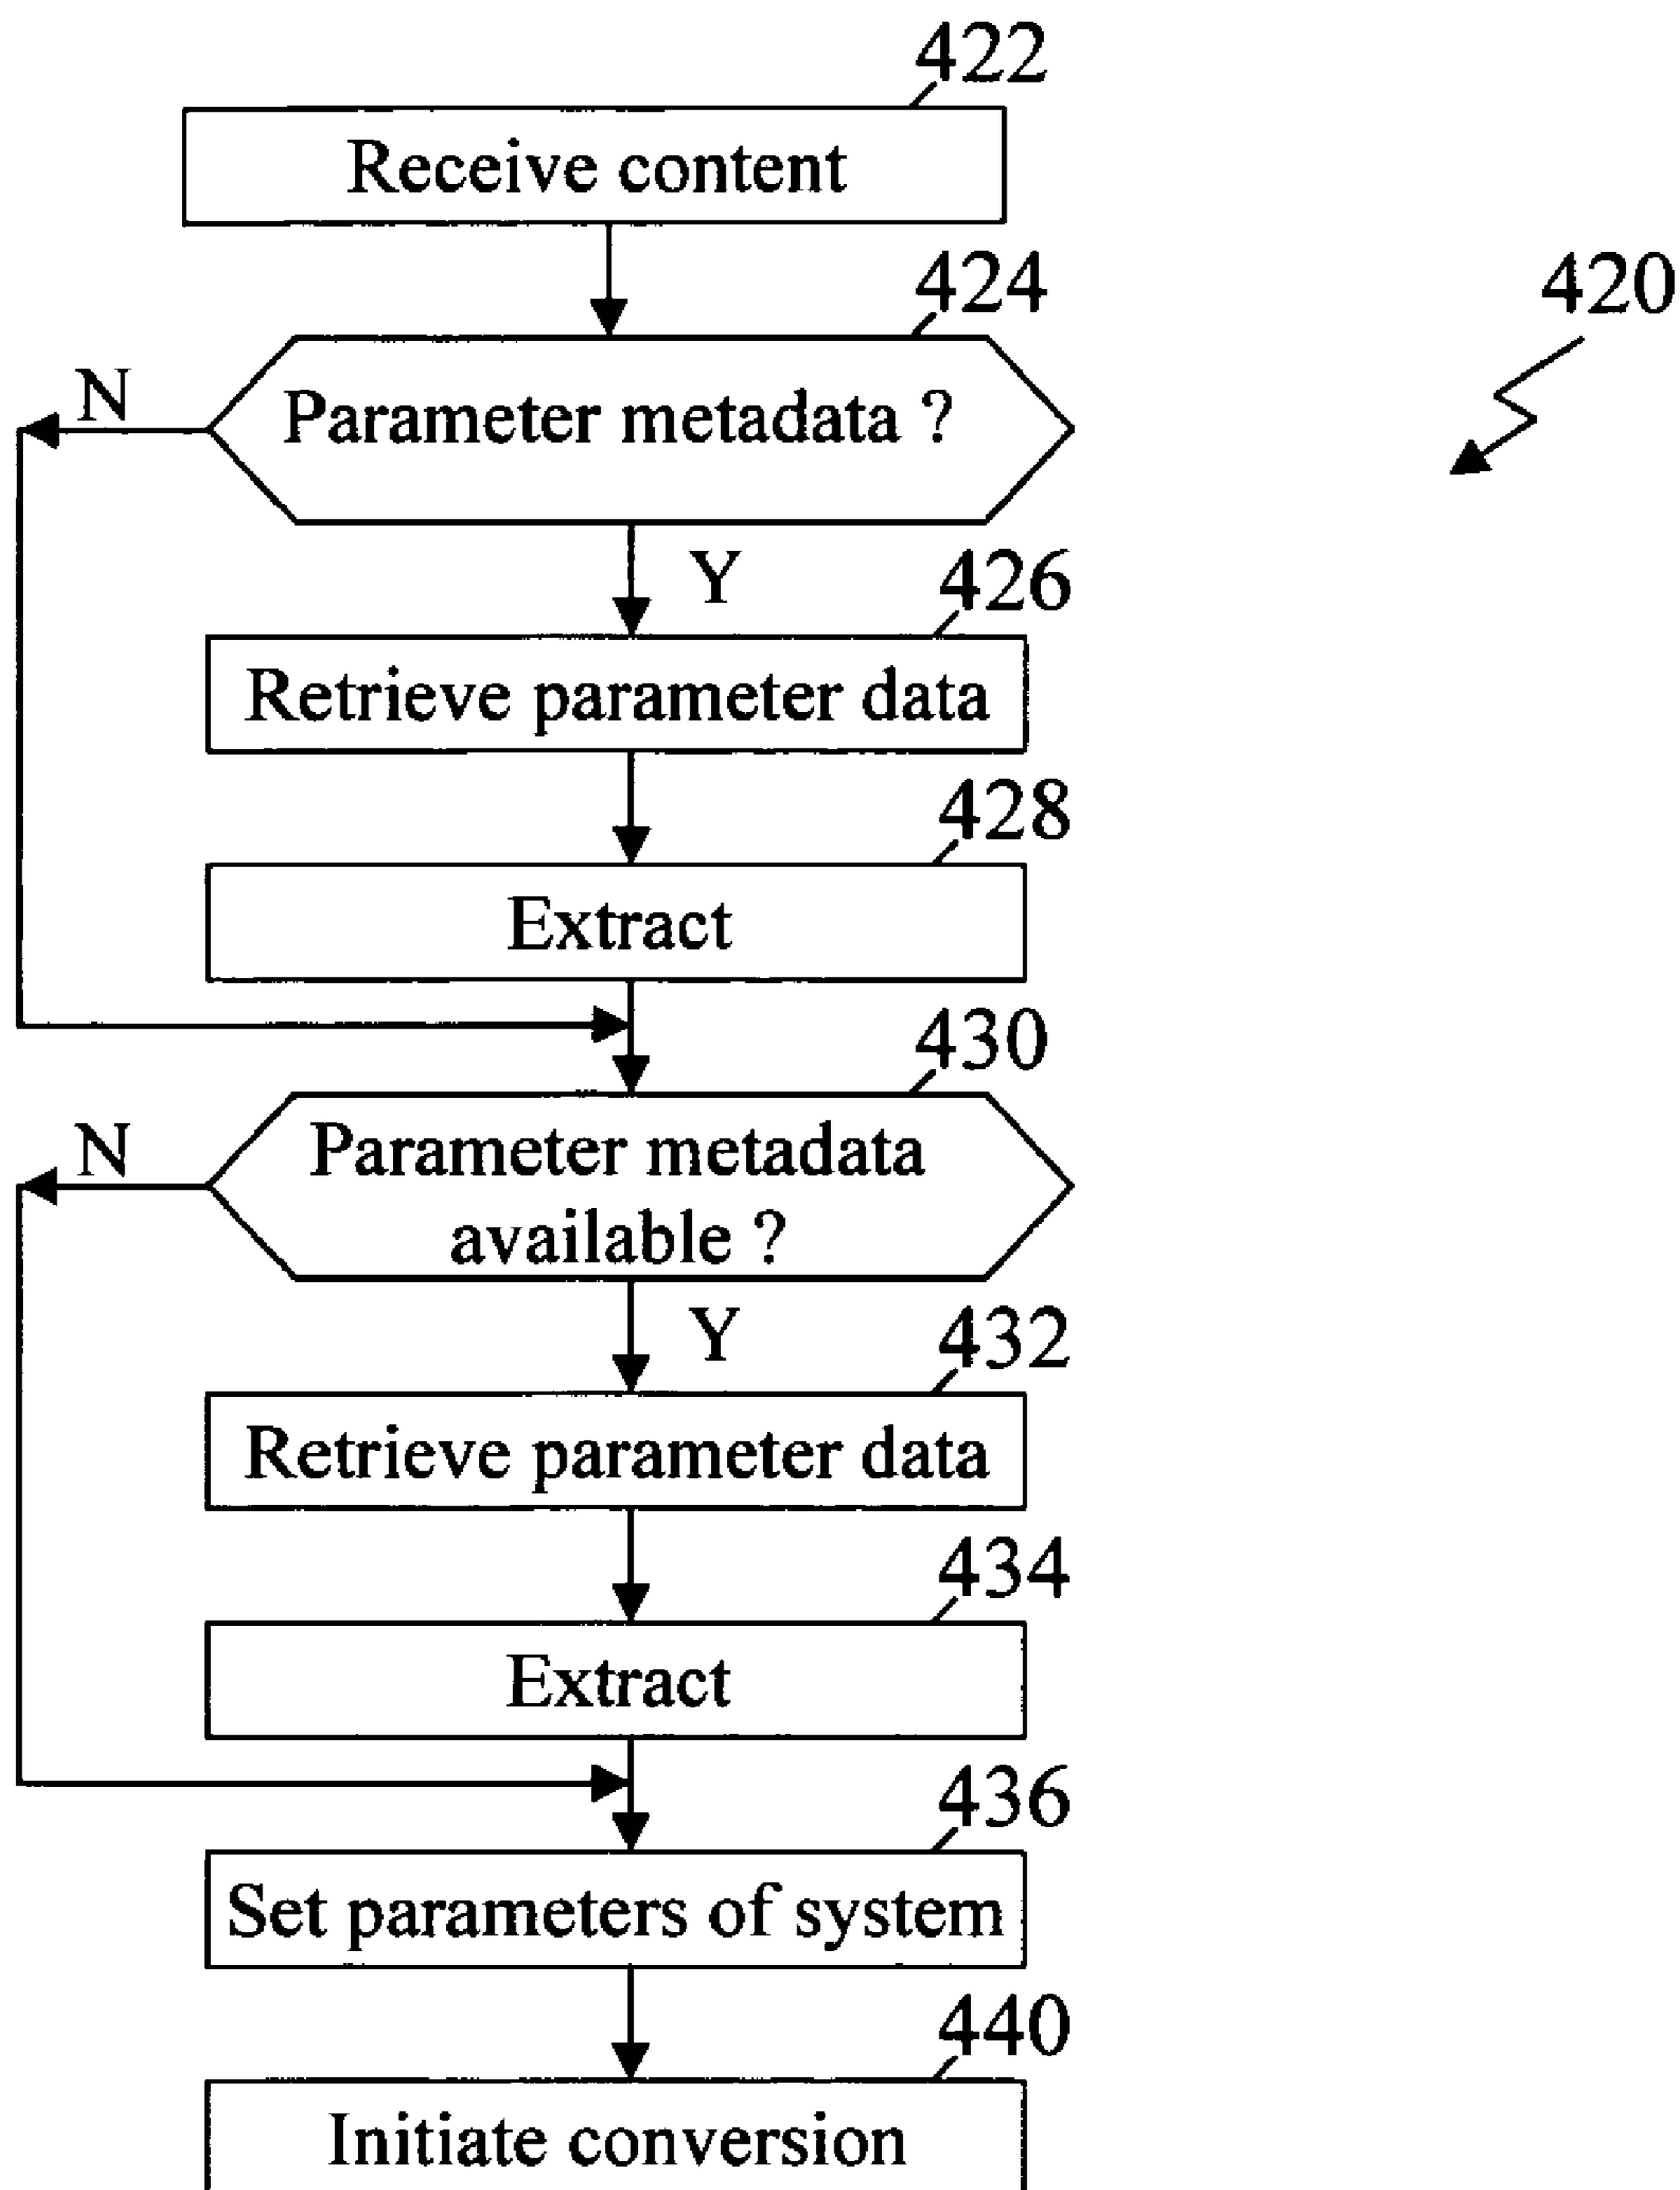 422
Receive content
424
420
N
Parameter metadata ?
Y
426
Retrieve parameter data
428
Extract
430
N
Parameter metadata
available ?
Y
432
Retrieve parameter data
434
Extract
436
Set parameters of system
440
Initiate conversion